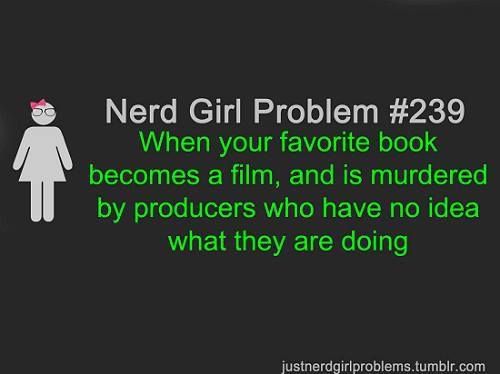 Nerd Girl Problem #239
When your favorite book
becomes a film, and is murdered
by producers who have no idea
what they are doing
justnerdgirlproblems.tumblr.com